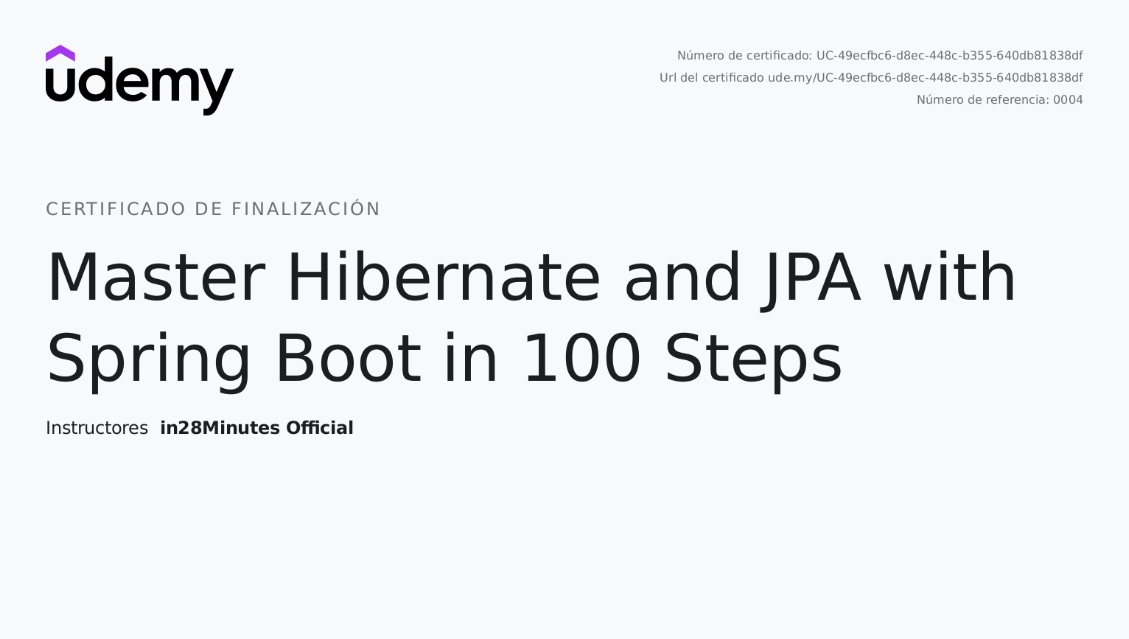 udemy
Número de certificado: UC-49ecfbc6-d8ec-448c-b355-640db81838df
Url del certificado ude.my/UC-49ecfbc6-d8ec-448c-b355-640db81838df
Número de referencia: 0004
CERTIFICADO DE FINALIZACIÓN
Master Hibernate and JPA with
Spring Boot in 100 Steps
Instructores in28Minutes Official